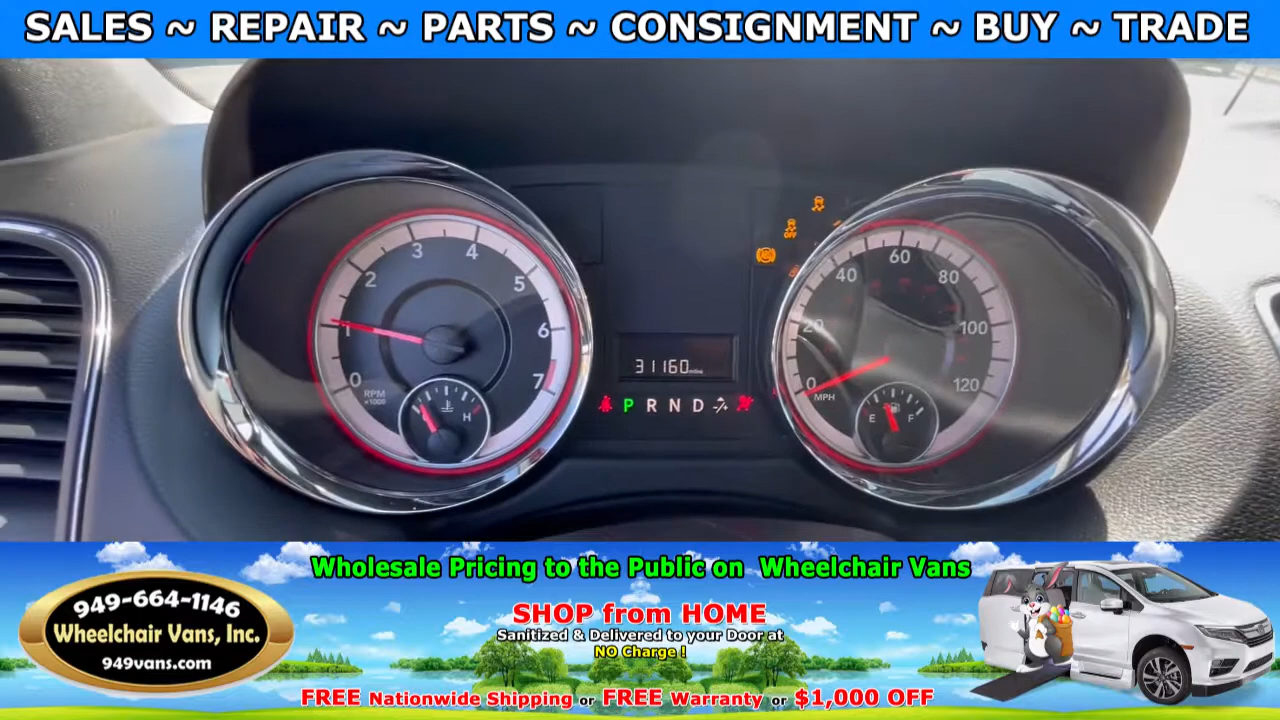 SALES ~ REPAIR ~ PARTS ~ CONSIGNMENT ~ BUY ~ TRADE
0 1 2 3 4 5 6 7
RPM
x1000
H
OFF
31160 miles
P R N D
0 20 40 60 80 100 120
MPH
E F
Wholesale Pricing to the Public on Wheelchair Vans
949-664-1146
Wheelchair Vans, Inc.
949vans.com
SHOP from HOME
Sanitized & Delivered to your Door at
NO Charge !
FREE Nationwide Shipping or FREE Warranty or $1,000 OFF